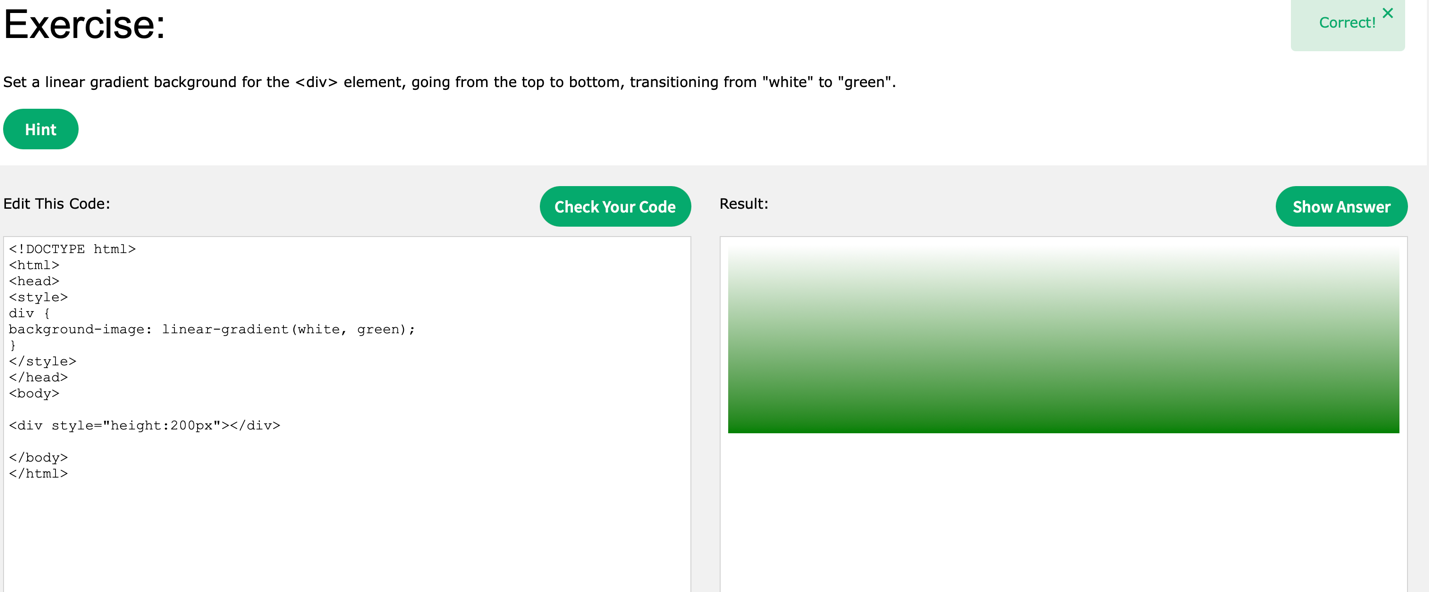 Exercise:
Correct!
×
Set a linear gradient background for the <div> element, going from the top to bottom, transitioning from "white" to "green".
Hint
Edit This Code:
Check Your Code
Result:
Show Answer
<!DOCTYPE html>
<html>
<head>
<style>
div {
background-image: linear-gradient(white, green);
}
</style>
</head>
<body>
<div style="height:200px"></div>
</body>
</html>